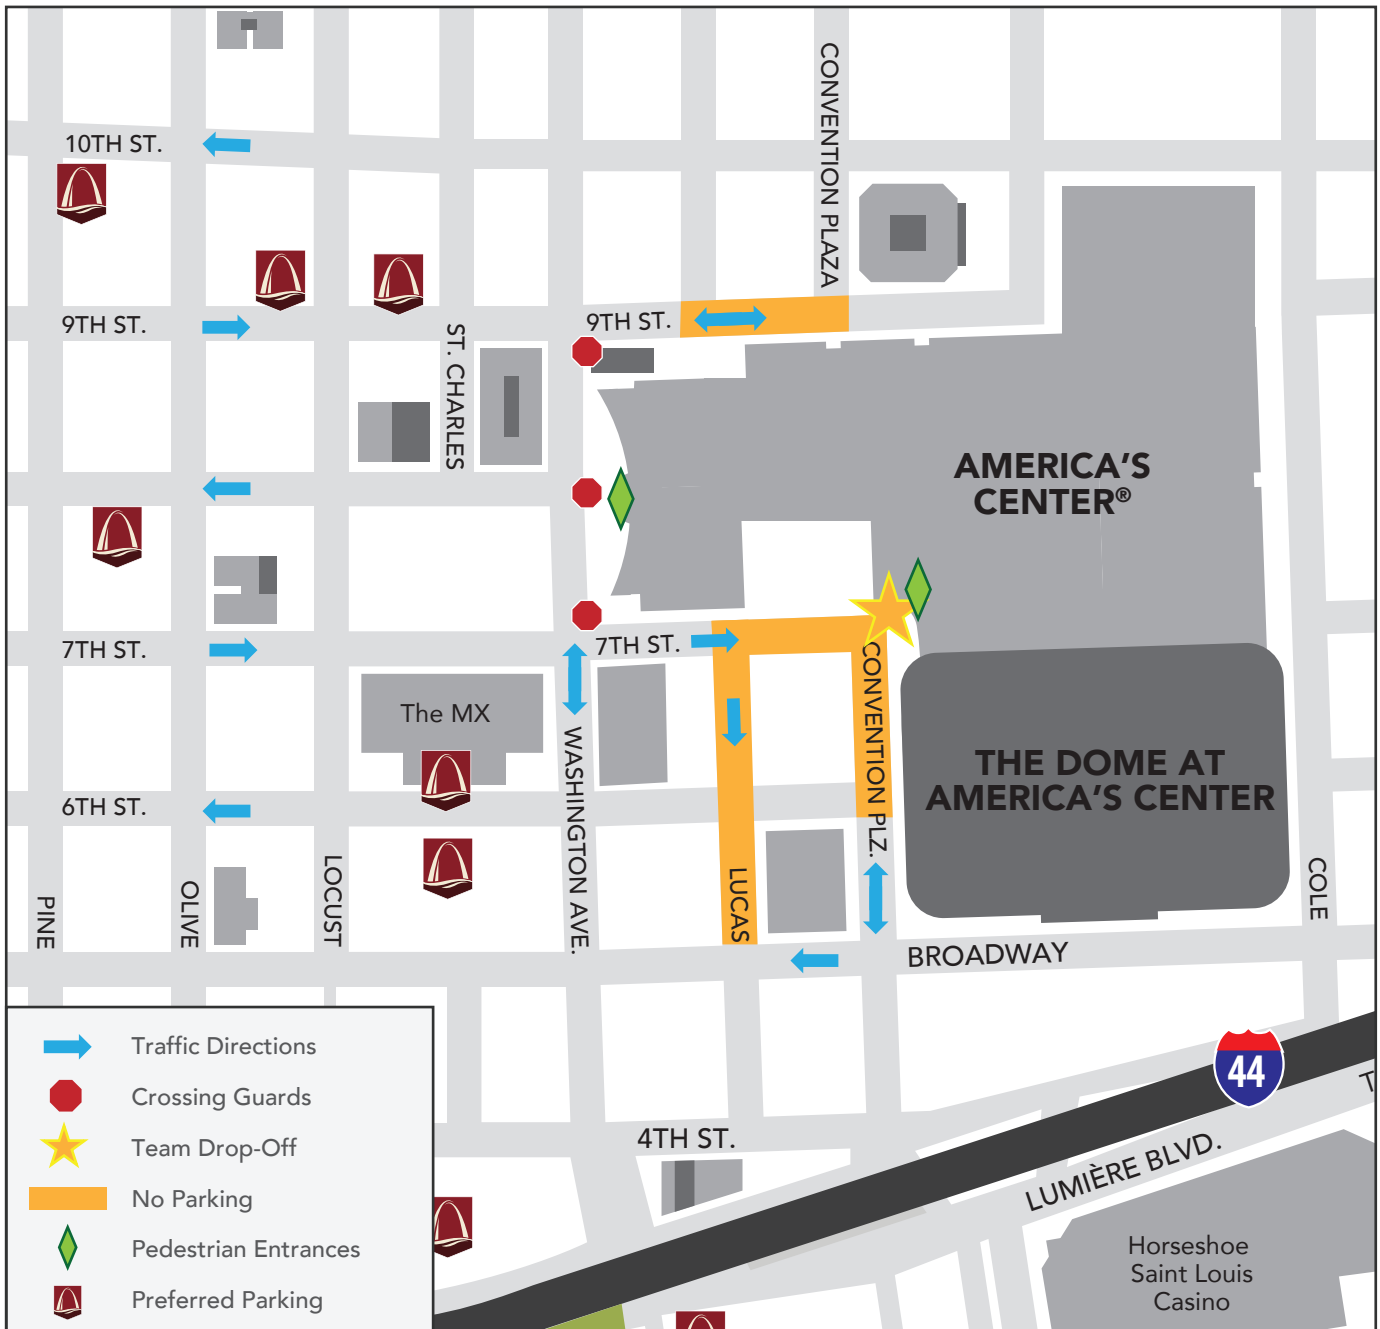 CONVENTION PLAZA
10TH ST.
9TH ST.
9TH ST.
ST. CHARLES
AMERICA'S
CENTER®
7TH ST.
7TH ST.
CONVENTION PLZ.
The MX
WASHINGTON AVE.
THE DOME AT
AMERICA'S CENTER
6TH ST.
PINE
OLIVE
LOCUST
LUCAS
COLE
BROADWAY
44
4TH ST.
LUMIÈRE BLVD.
Horseshoe
Saint Louis
Casino
Traffic Directions
Crossing Guards
Team Drop-Off
No Parking
Pedestrian Entrances
Preferred Parking